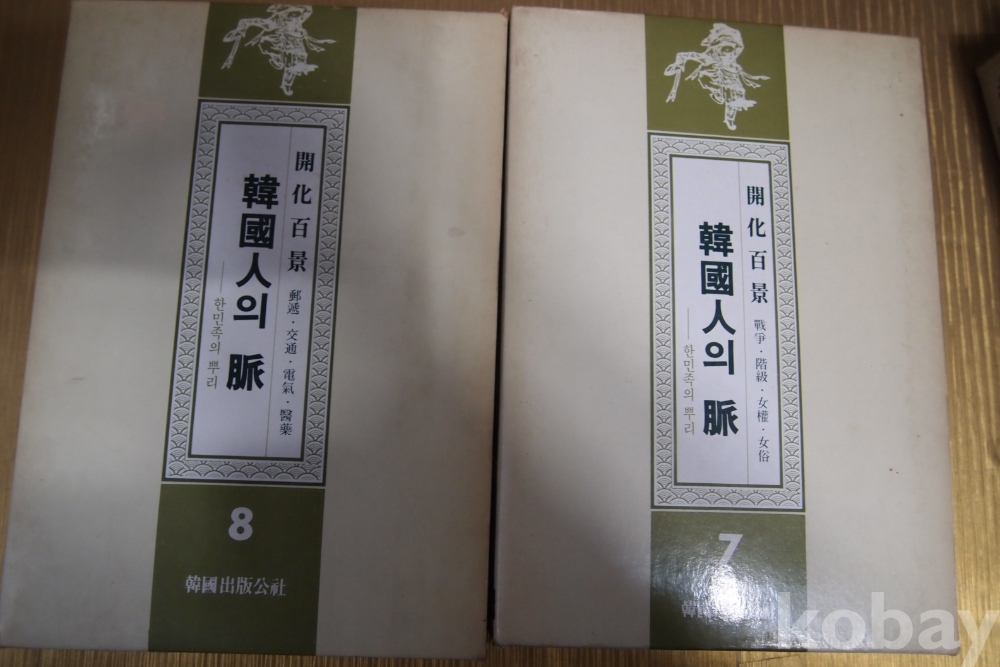 開化百景 郵遞·交通·電氣·醫藥
韓國人의 脈
—한민족의 뿌리
8
韓國出版公社
開化百景 戰爭·階級·女權·女俗
韓國人의 脈
—한민족의 뿌리
7
韓
kobay